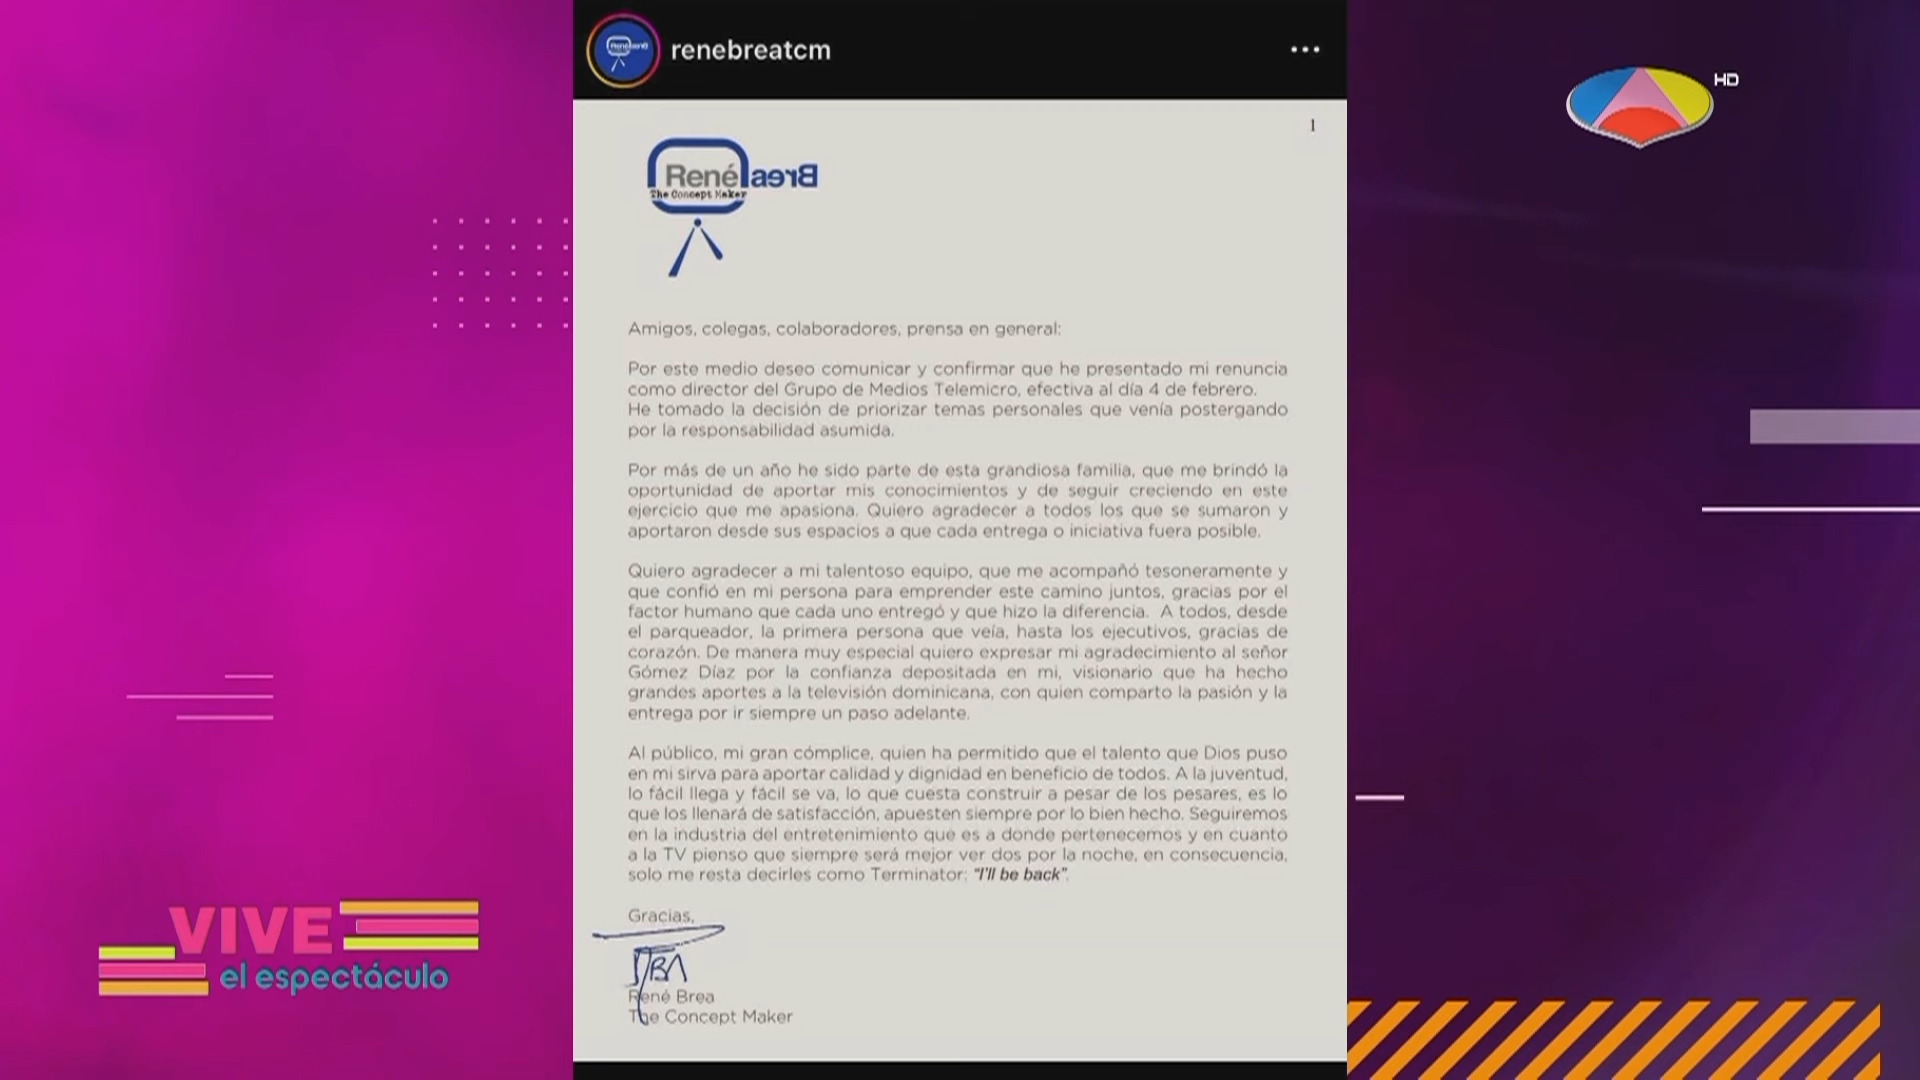 renebreatcm
HD
1
René Brea
The Concept Maker
Amigos, colegas, colaboradores, prensa en general:
Por este medio deseo comunicar y confirmar que he presentado mi renuncia
como director del Grupo de Medios Telemicro, efectiva al día 4 de febrero.
He tomado la decisión de priorizar temas personales que venía postergando
por la responsabilidad asumida.
Por más de un año he sido parte de esta grandiosa familia, que me brindó la
oportunidad de aportar mis conocimientos y de seguir creciendo en este
ejercicio que me apasiona. Quiero agradecer a todos los que se sumaron y
aportaron desde sus espacios a que cada entrega o iniciativa fuera posible.
Quiero agradecer a mi talentoso equipo, que me acompañó tesoneramente y
que confió en mi persona para emprender este camino juntos, gracias por el
factor humano que cada uno entregó y que hizo la diferencia. A todos, desde
el parqueador, la primera persona que veía, hasta los ejecutivos, gracias de
corazón. De manera muy especial quiero expresar mi agradecimiento al señor
Gómez Díaz por la confianza depositada en mi, visionario que ha hecho
grandes aportes a la televisión dominicana, con quien comparto la pasión y la
entrega por ir siempre un paso adelante.
Al público, mi gran cómplice, quien ha permitido que el talento que Dios puso
en mi sirva para aportar calidad y dignidad en beneficio de todos. A la juventud,
lo fácil llega y fácil se va, lo que cuesta construir a pesar de los pesares, es lo
que los llenará de satisfacción, apuesten siempre por lo bien hecho. Seguiremos
en la industria del entretenimiento que es a donde pertenecemos y en cuanto
a la TV pienso que siempre será mejor ver dos por la noche, en consecuencia,
solo me resta decirles como Terminator: "I'll be back".
Gracias,
René Brea
The Concept Maker
VIVE
el espectáculo